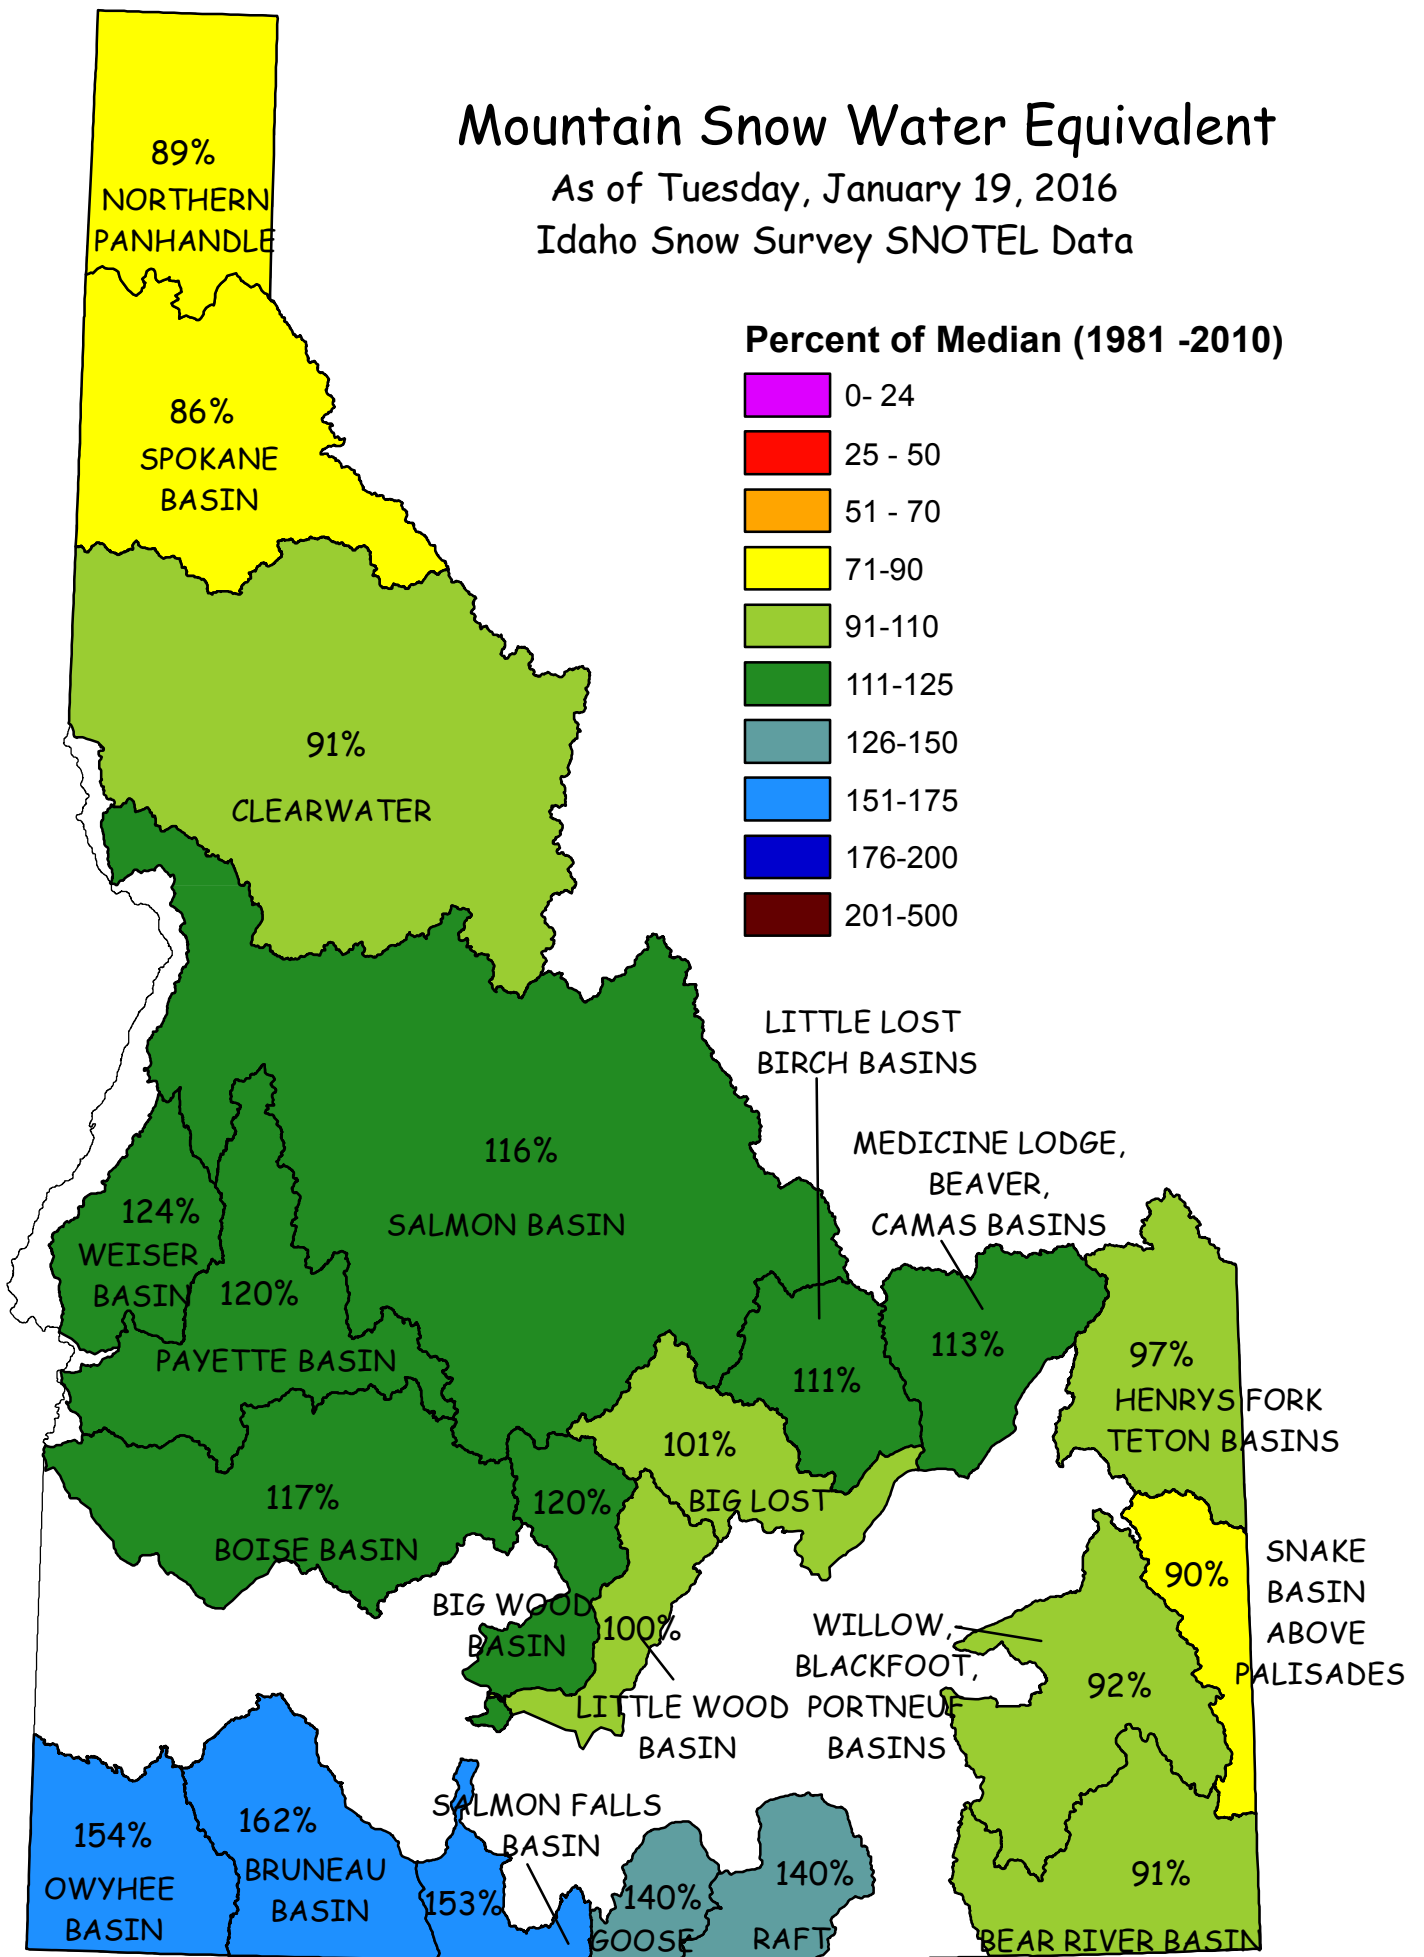 Mountain Snow Water Equivalent
As of Tuesday, January 19, 2016
Idaho Snow Survey SNOTEL Data
Percent of Median (1981 -2010)
0- 24
25 - 50
51 - 70
71-90
91-110
111-125
126-150
151-175
176-200
201-500
89%
NORTHERN
PANHANDLE
86%
SPOKANE
BASIN
91%
CLEARWATER
116%
SALMON BASIN
124%
WEISER
BASIN
120%
PAYETTE BASIN
117%
BOISE BASIN
LITTLE LOST
BIRCH BASINS
111%
MEDICINE LODGE,
BEAVER,
CAMAS BASINS
113%
97%
HENRYS FORK
TETON BASINS
101%
BIG LOST
120%
BIG WOOD
BASIN
100%
LITTLE WOOD
BASIN
WILLOW,
BLACKFOOT,
PORTNEUF
BASINS
92%
90%
SNAKE
BASIN
ABOVE
PALISADES
154%
OWYHEE
BASIN
162%
BRUNEAU
BASIN
SALMON FALLS
BASIN
153%
140%
GOOSE
140%
RAFT
91%
BEAR RIVER BASIN